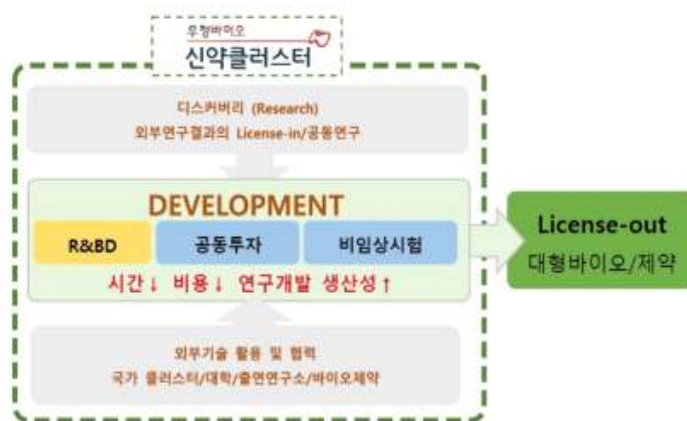 우정바이오
신약클러스터
디스커버리 (Research)
외부연구결과의 License-in/공동연구
DEVELOPMENT
R&BD 공동투자 비임상시험
시간↓ 비용↓ 연구개발 생산성↑
License-out
대형바이오/제약
외부기술 활용 및 협력
국가 클러스터/대학/출연연구소/바이오제약